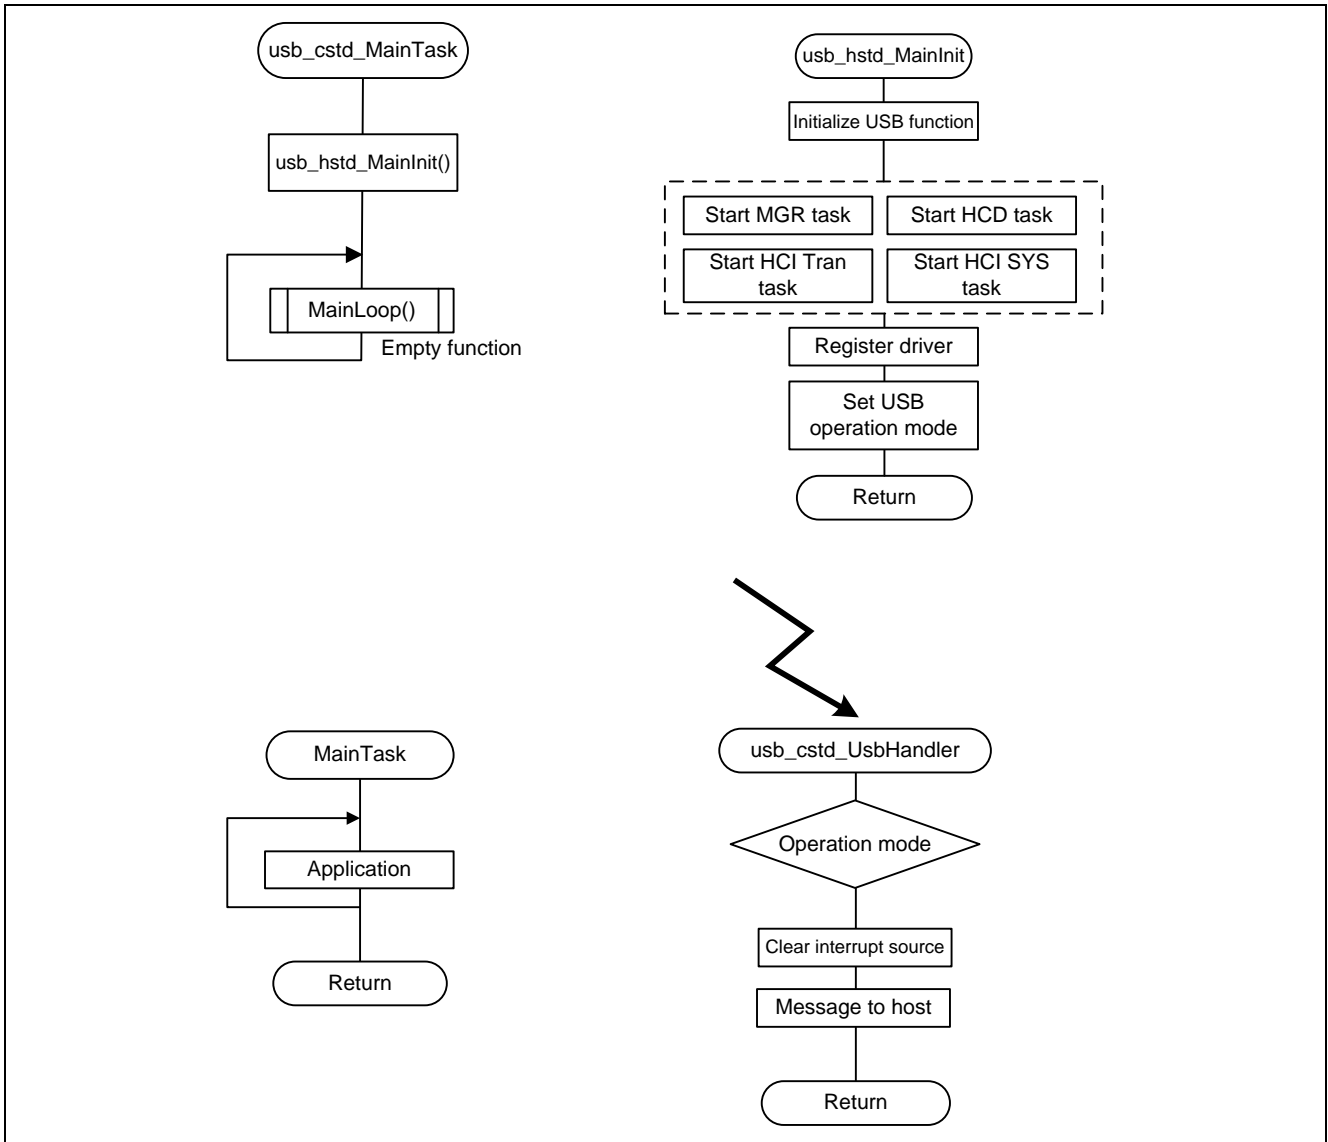 usb_cstd_MainTask
usb_hstd_MainInit()
MainLoop()
Empty function
usb_hstd_MainInit
Initialize USB function
Start MGR task
Start HCD task
Start HCI Tran
task
Start HCI SYS
task
Register driver
Set USB
operation mode
Return
MainTask
Application
Return
usb_cstd_UsbHandler
Operation mode
Clear interrupt source
Message to host
Return